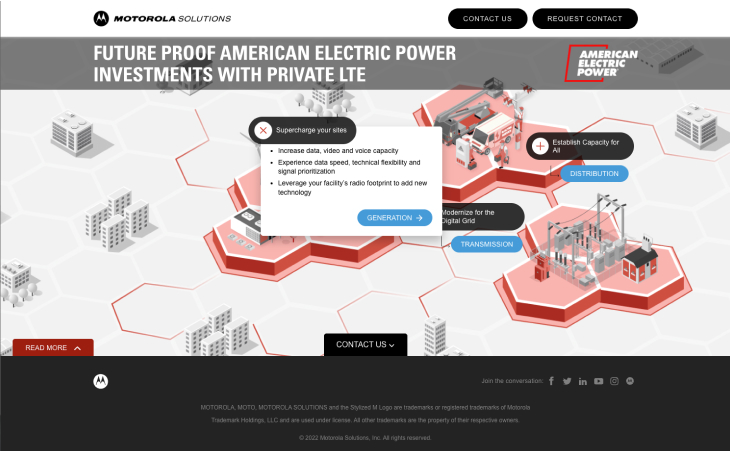 MOTOROLA SOLUTIONS
CONTACT US
REQUEST CONTACT
FUTURE PROOF AMERICAN ELECTRIC POWER
INVESTMENTS WITH PRIVATE LTE
AMERICAN
ELECTRIC
POWER
Supercharge your sites
• Increase data, video and voice capacity
• Experience data speed, technical flexibility and
signal prioritization
• Leverage your facility's radio footprint to add new
technology
GENERATION →
Establish Capacity for
All
DISTRIBUTION
Modernize for the
Digital Grid
TRANSMISSION
READ MORE
CONTACT US
Join the conversation:
MOTOROLA, MOTO, MOTOROLA SOLUTIONS and the Stylized M Logo are trademarks or registered trademarks of Motorola
Trademark Holdings, LLC and are used under license. All other trademarks are the property of their respective owners.
© 2022 Motorola Solutions, Inc. All rights reserved.